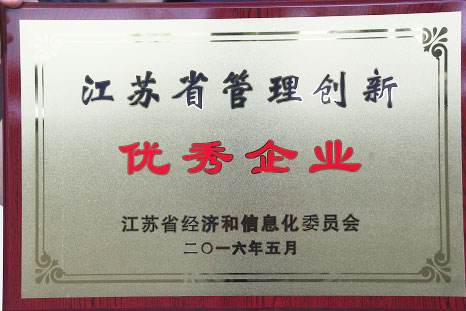 江苏省管理创新
优秀企业
江苏省经济和信息化委员会
二〇一六年五月